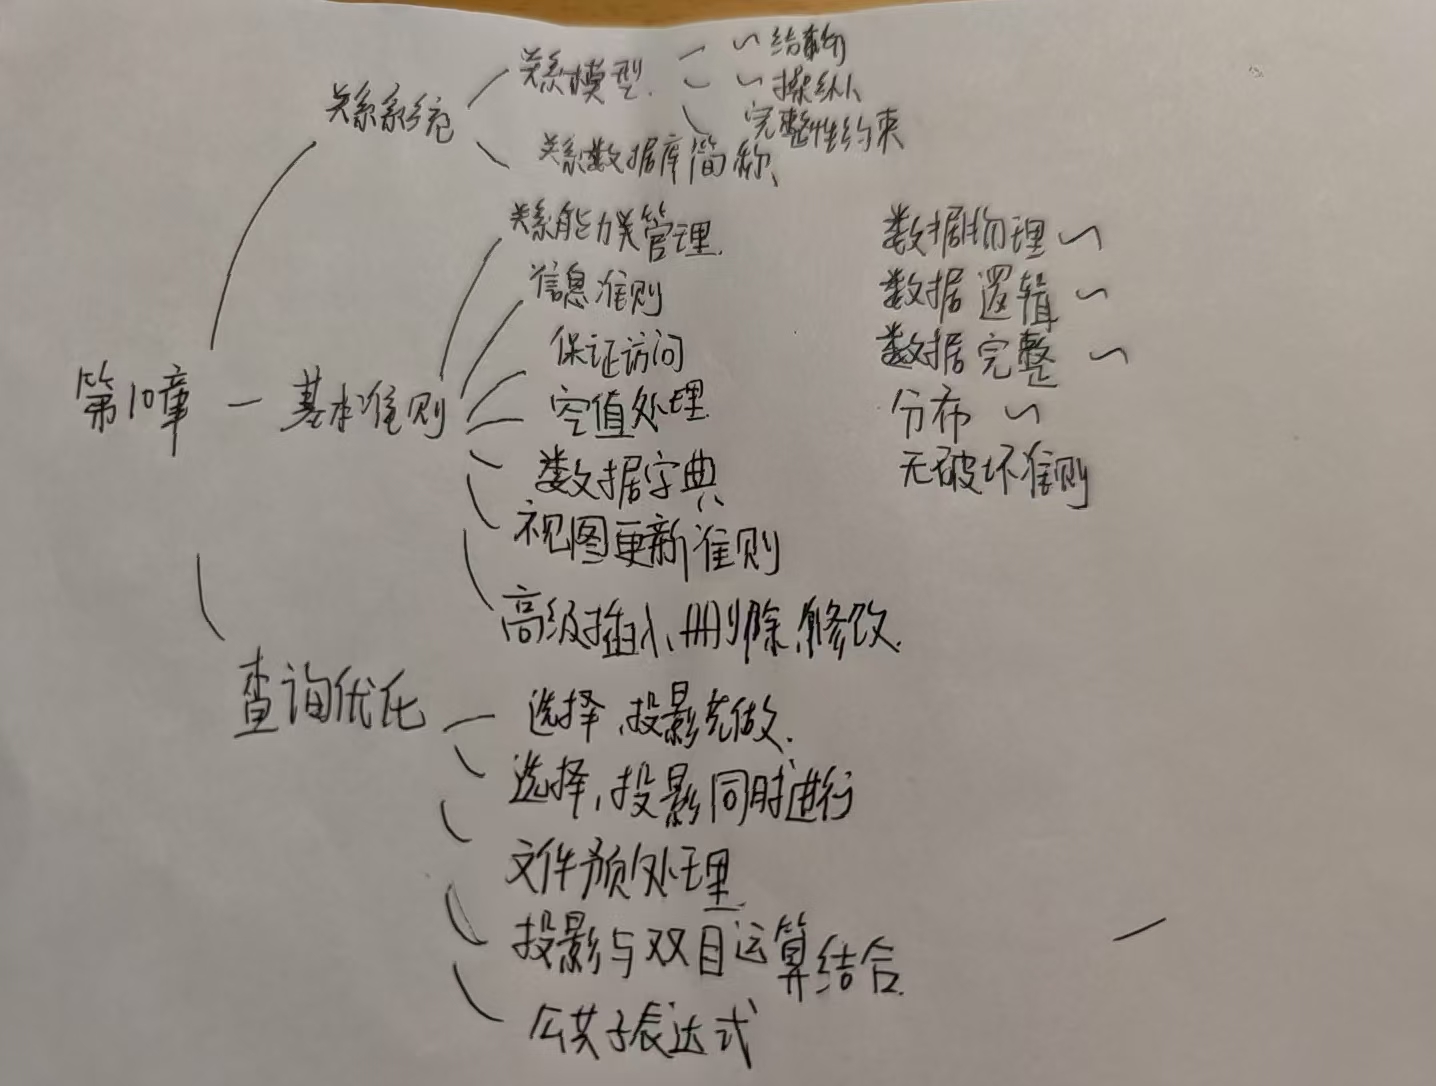 第10章
关系系统
关系模型
~结构
~操纵
完整性约束
关系数据库简称
基本准则
关系能力关管理
信息准则
保证访问
空值处理
数据字典
视图更新准则
高级插入、删除、修改
数据物理~
数据逻辑~
数据完整~
分布~
无破坏准则
查询优化
选择、投影先做
选择、投影同时进行
文件预处理
投影与双目运算结合
公共子表达式